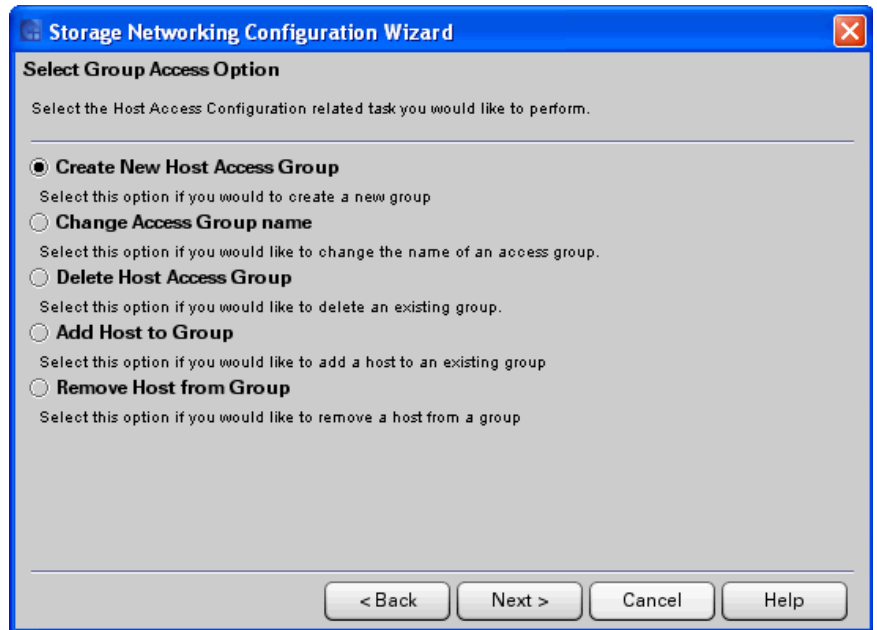 Storage Networking Configuration Wizard
Select Group Access Option
Select the Host Access Configuration related task you would like to perform.
Create New Host Access Group
Select this option if you would to create a new group
Change Access Group name
Select this option if you would like to change the name of an access group.
Delete Host Access Group
Select this option if you would like to delete an existing group.
Add Host to Group
Select this option if you would like to add a host to an existing group
Remove Host from Group
Select this option if you would like to remove a host from a group
< Back Next > Cancel Help